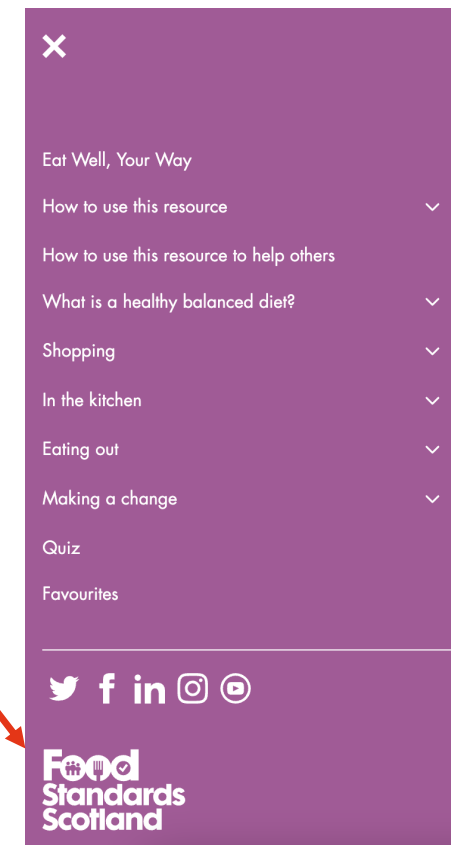 Eat Well, Your Way
How to use this resource
How to use this resource to help others
What is a healthy balanced diet?
Shopping
In the kitchen
Eating out
Making a change
Quiz
Favourites
Food
Standards
Scotland